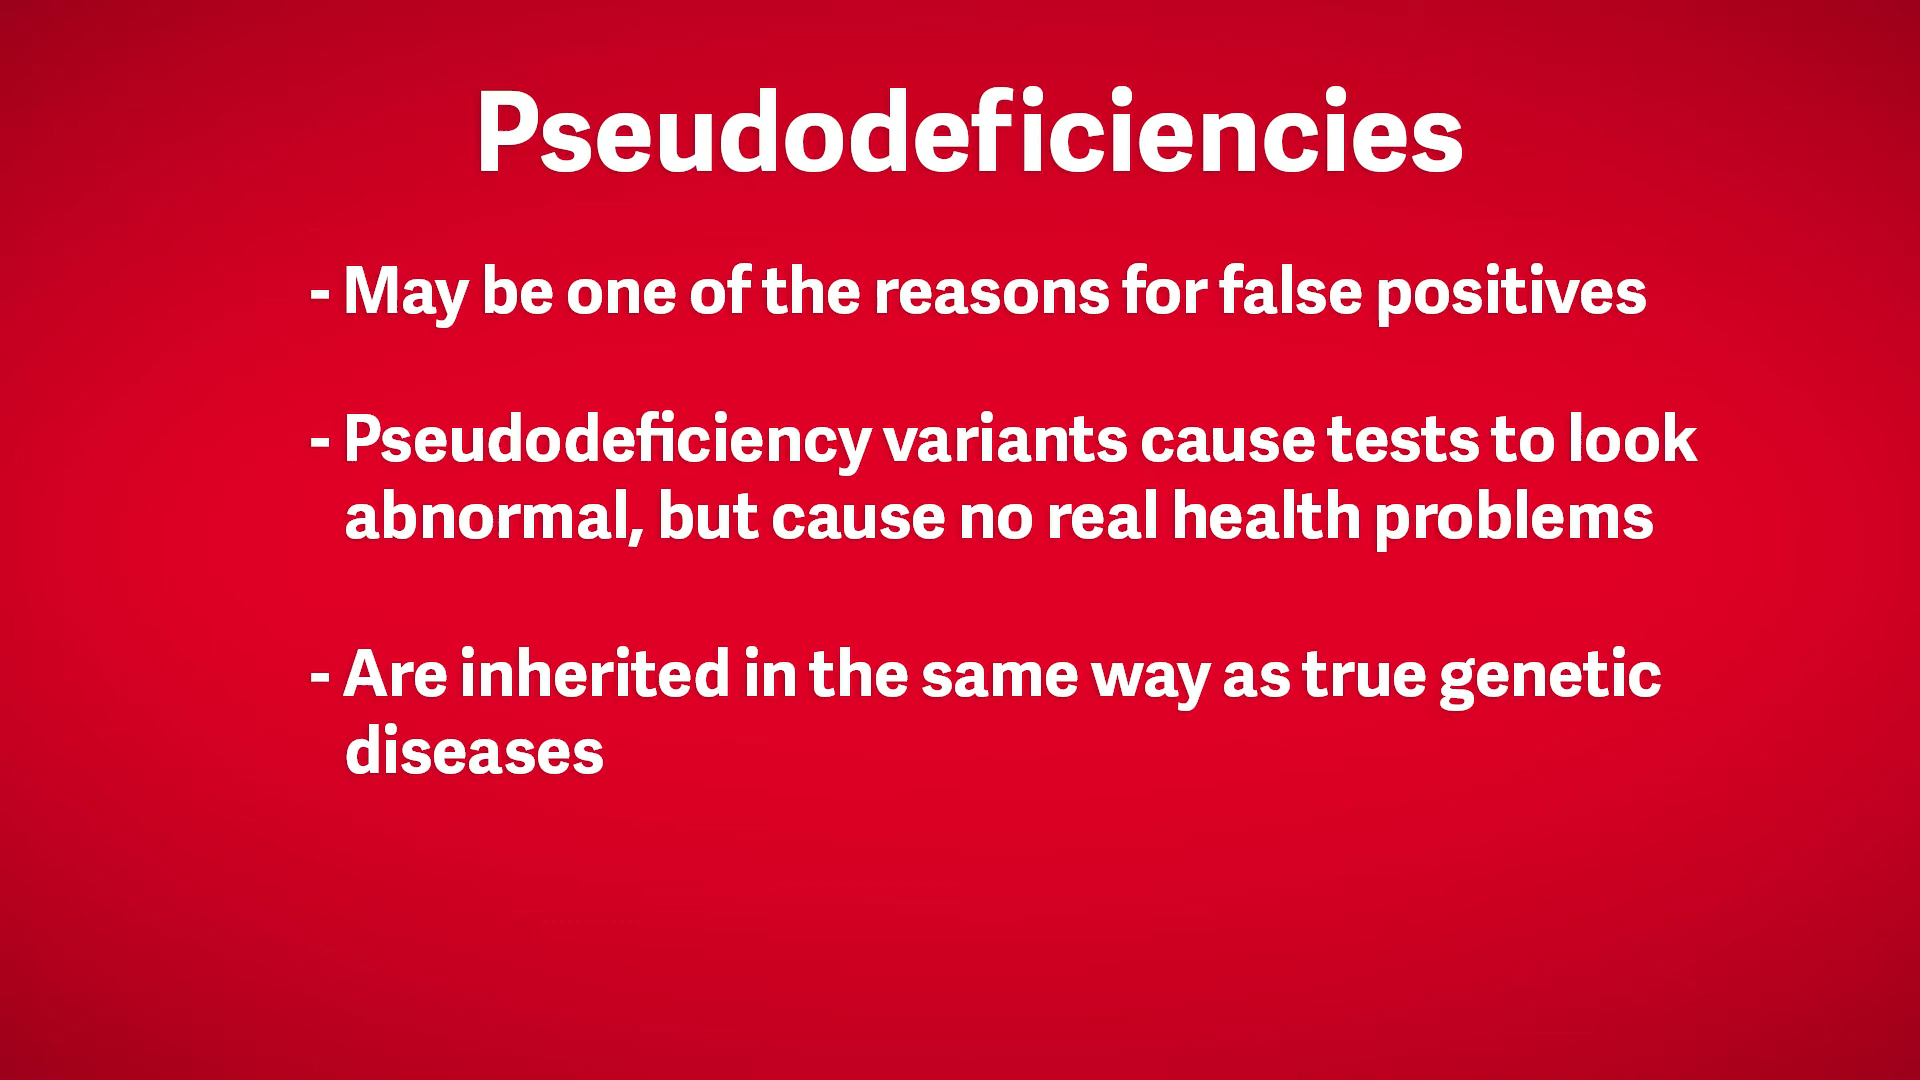 Pseudodeficiencies
- May be one of the reasons for false positives
- Pseudodeficiency variants cause tests to look
abnormal, but cause no real health problems
- Are inherited in the same way as true genetic
diseases